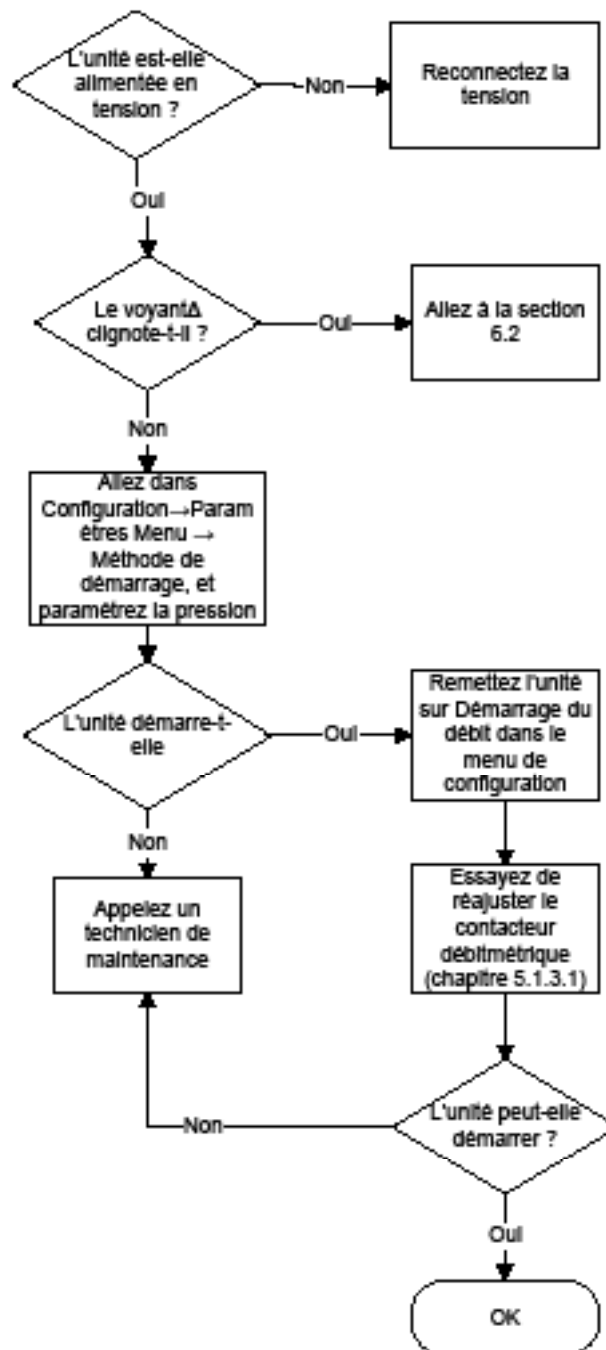 L'unité est-elle
alimentée en
tension ?
Non
Reconnectez la
tension
Oui
Le voyantΔ
clignote-t-il ?
Oui
Allez à la section
6.2
Non
Allez dans
Configuration→Param
ètres Menu →
Méthode de
démarrage, et
paramétrez la pression
L'unité démarre-t-
elle
Oui
Remettez l'unité
sur Démarrage du
débit dans le
menu de
configuration
Non
Appelez un
technicien de
maintenance
Essayez de
réajuster le
contacteur
débitmétrique
(chapitre 5.1.3.1)
Non
L'unité peut-elle
démarrer ?
Oui
OK